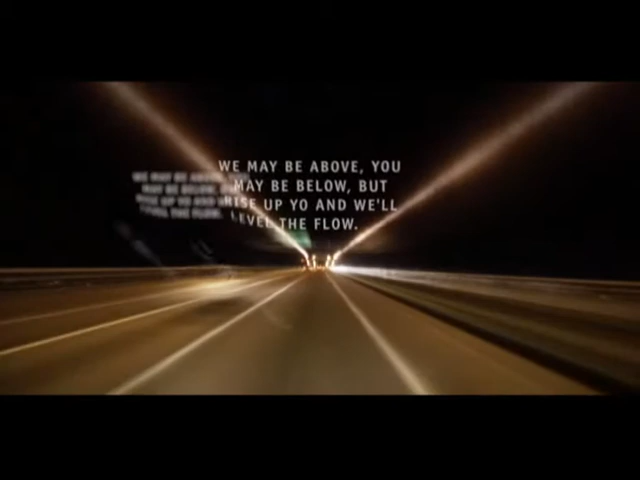 WE MAY BE ABOVE, YOU
MAY BE BELOW, BUT
RISE UP YO AND WE'LL
LEVEL THE FLOW.